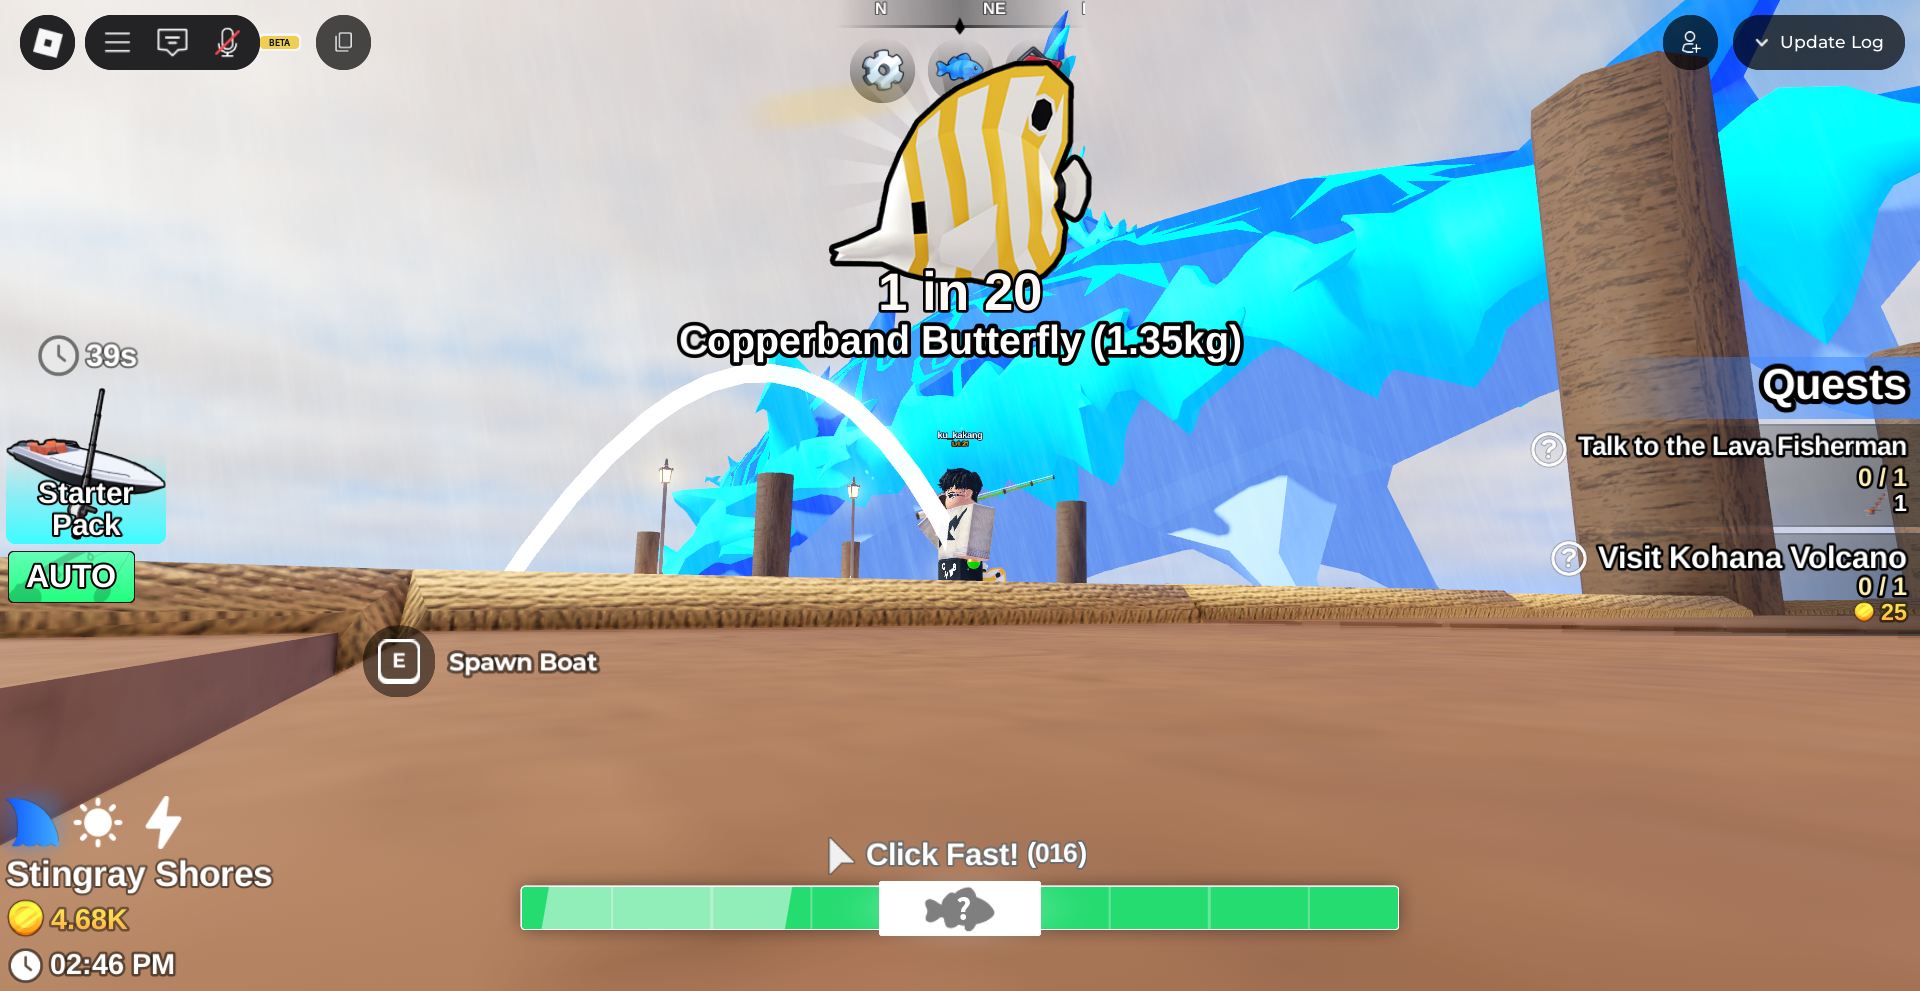 N
NE
BETA
Update Log
1 in 20
Copperband Butterfly (1.35kg)
39s
Starter
Pack
AUTO
ku_kakang
Quests
Talk to the Lava Fisherman
0 / 1
1
? Visit Kohana Volcano
0 / 1
25
E
Spawn Boat
Click Fast! (016)
?
Stingray Shores
4.68K
02:46 PM